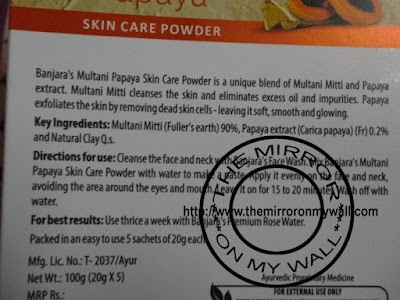 Papaya
SKIN CARE POWDER
Banjara's Multani Papaya Skin Care Powder is a unique blend of Multani Mitti and Papaya
extract. Multani Mitti cleanses the skin and eliminates excess oil and impurities. Papaya
exfoliates the skin by removing dead skin cells - leaving it soft, smooth and glowing.
Key Ingredients: Multani Mitti (Fuller's earth) 90%, Papaya extract (Carica papaya) (Fr) 0.2%
and Natural Clay Q.s.
Directions for use: Cleanse the face and neck with Banjara's Face Wash. Mix Banjara's Multani
Papaya Skin Care Powder with water to make a paste. Apply it evenly on the face and neck,
avoiding the area around the eyes and mouth. Leave it on for 15 to 20 minutes. Wash off with
water.
For best results: Use thrice a week with Banjara's Premium Rose Water.
Packed in an easy to use 5 sachets of 20g each.
Mfg. Lic. No.: T- 2037/Ayur
Net Wt.: 100g (20g X 5)
MRP Rs.:
Ayurvedic Proprietary Medicine
FOR EXTERNAL USE ONLY
THE MIRROR
ON MY WALL
http://www.themirroronmywall.com